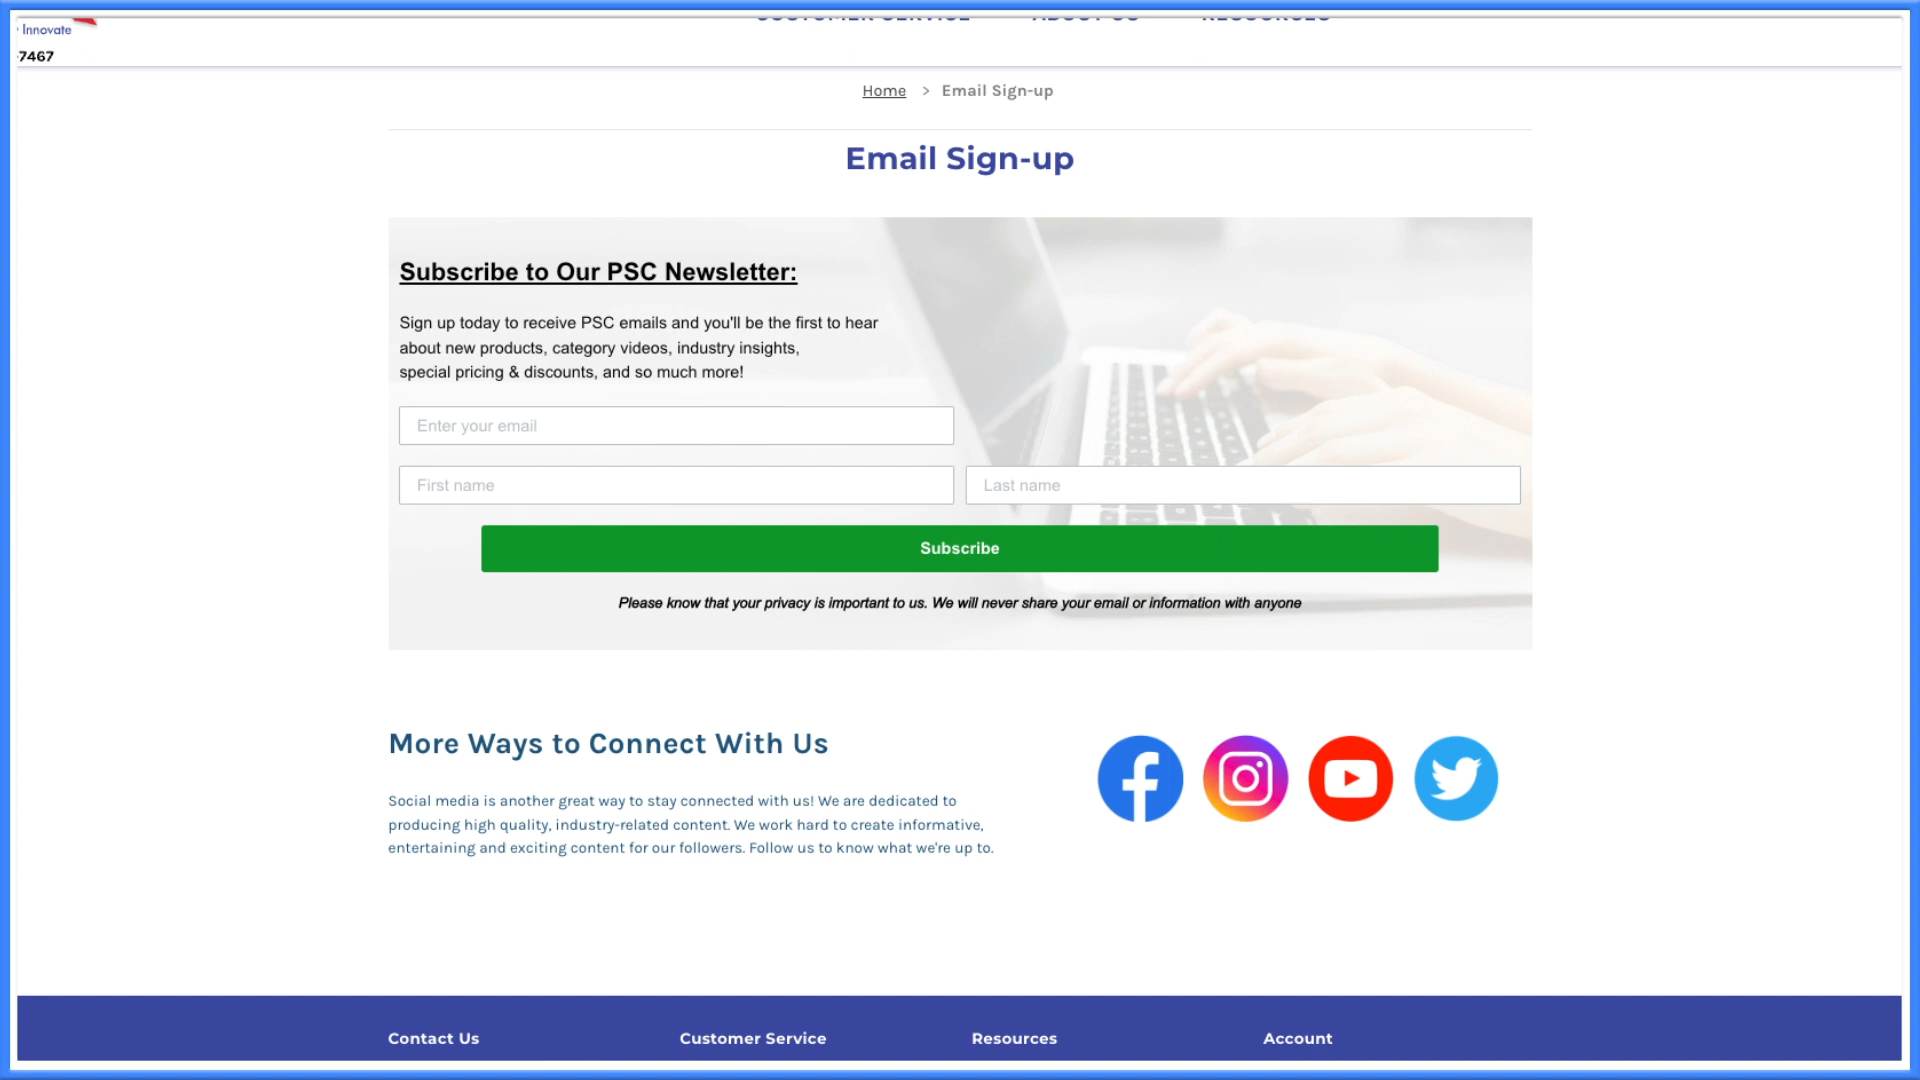 Innovate
CUSTOMER SERVICE ABOUT US RESOURCES
-7467
Home > Email Sign-up
Email Sign-up
Subscribe to Our PSC Newsletter:
Sign up today to receive PSC emails and you'll be the first to hear
about new products, category videos, industry insights,
special pricing & discounts, and so much more!
Enter your email
First name
Last name
Subscribe
Please know that your privacy is important to us. We will never share your email or information with anyone
More Ways to Connect With Us
Social media is another great way to stay connected with us! We are dedicated to
producing high quality, industry-related content. We work hard to create informative,
entertaining and exciting content for our followers. Follow us to know what we're up to.
Contact Us
Customer Service
Resources
Account